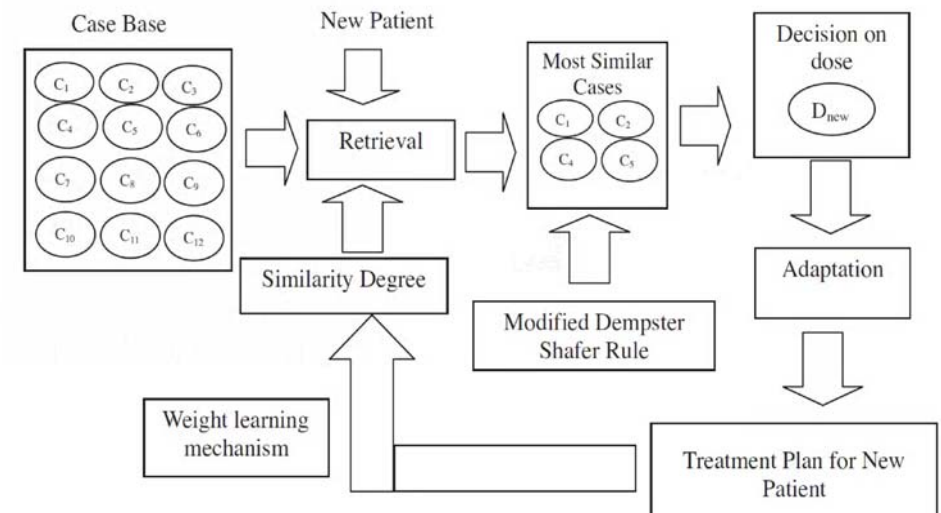 Case Base
C1 C2 C3
C4 C5 C6
C7 C8 C9
C10 C11 C12
New Patient
Retrieval
Similarity Degree
Weight learning
mechanism
Most Similar
Cases
C1 C2
C4 C5
Modified Dempster
Shafer Rule
Decision on
dose
Dnew
Adaptation
Treatment Plan for New
Patient